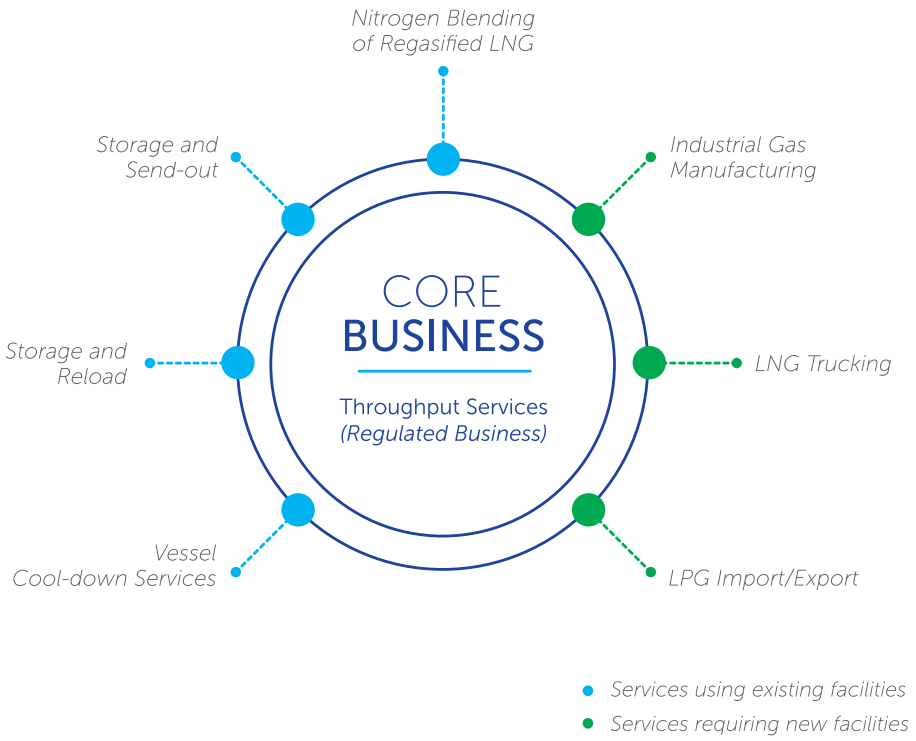 Nitrogen Blending
of Regasified LNG
Storage and
Send-out
Industrial Gas
Manufacturing
CORE
BUSINESS
Throughput Services
(Regulated Business)
Storage and
Reload
LNG Trucking
Vessel
Cool-down Services
LPG Import/Export
Services using existing facilities
Services requiring new facilities